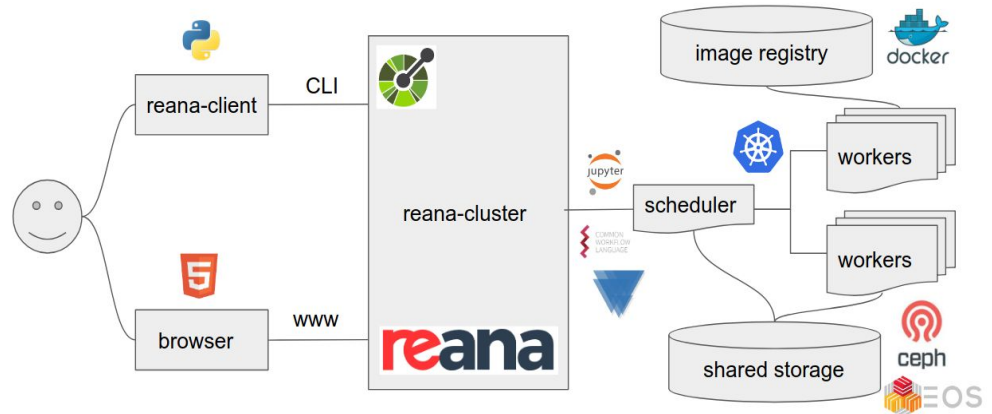 image registry
docker
CLI
reana-client
workers
jupyter
scheduler
reana-cluster
COMMON
WORKFLOW
LANGUAGE
workers
www
browser
reana
shared storage
ceph
EOS